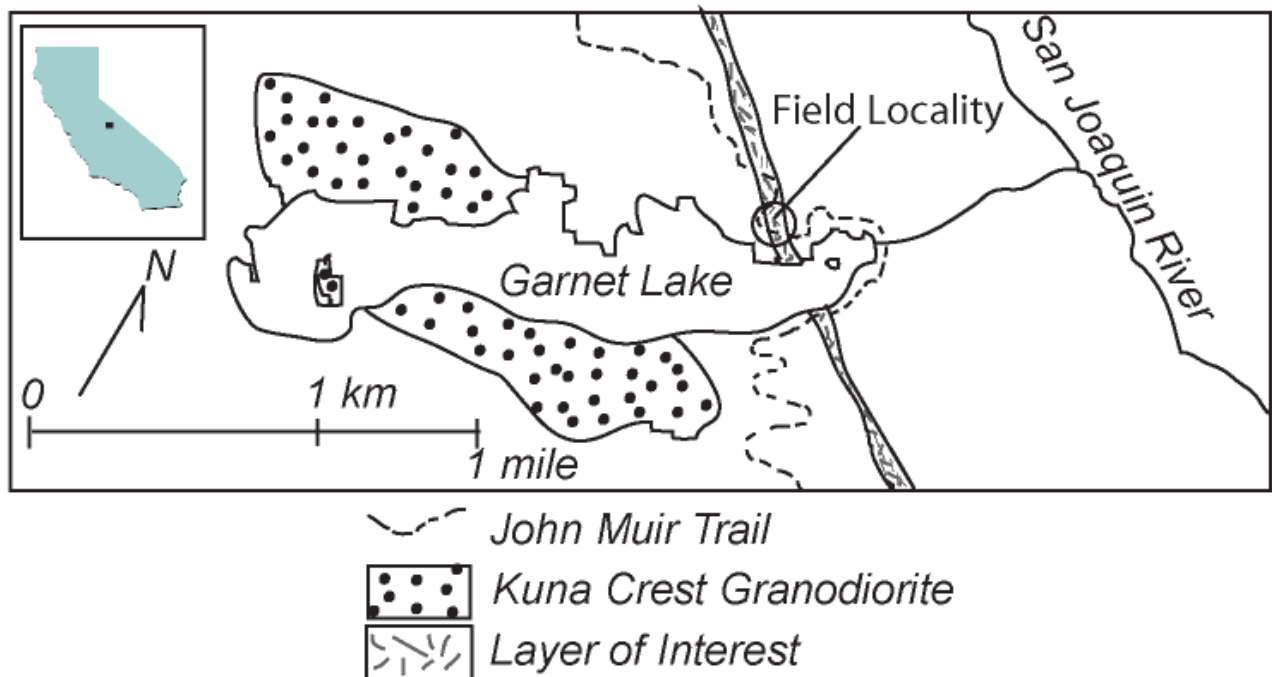 San Joaquin River
Field Locality
N
Garnet Lake
0
1 km
1 mile
John Muir Trail
Kuna Crest Granodiorite
Layer of Interest